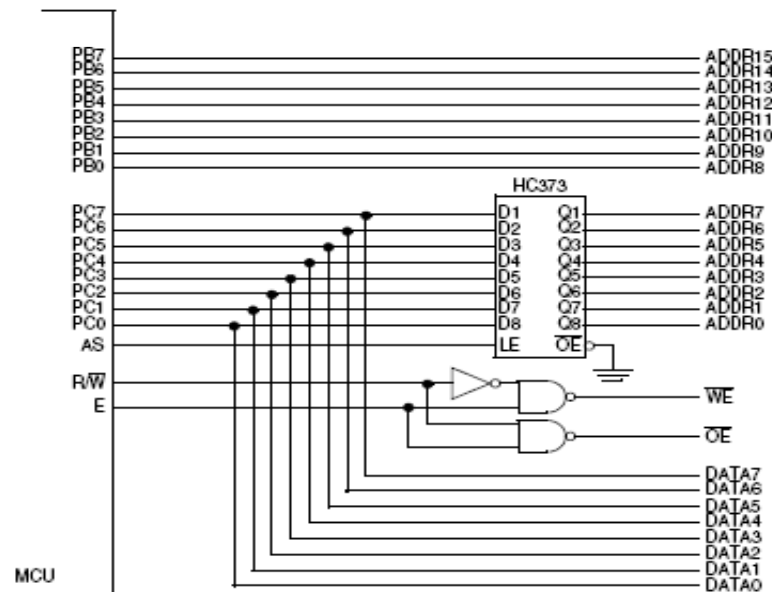 PB7 ADDR15
PB6 ADDR14
PB5 ADDR13
PB4 ADDR12
PB3 ADDR11
PB2 ADDR10
PB1 ADDR9
PB0 ADDR8
HC373
PC7 D1 Q1 ADDR7
PC6 D2 Q2 ADDR6
PC5 D3 Q3 ADDR5
PC4 D4 Q4 ADDR4
PC3 D5 Q5 ADDR3
PC2 D6 Q6 ADDR2
PC1 D7 Q7 ADDR1
PC0 D8 Q8 ADDR0
AS LE O̅E̅
R/W̅ W̅E̅
E
O̅E̅
DATA7
DATA6
DATA5
DATA4
DATA3
DATA2
MCU DATA1
DATA0